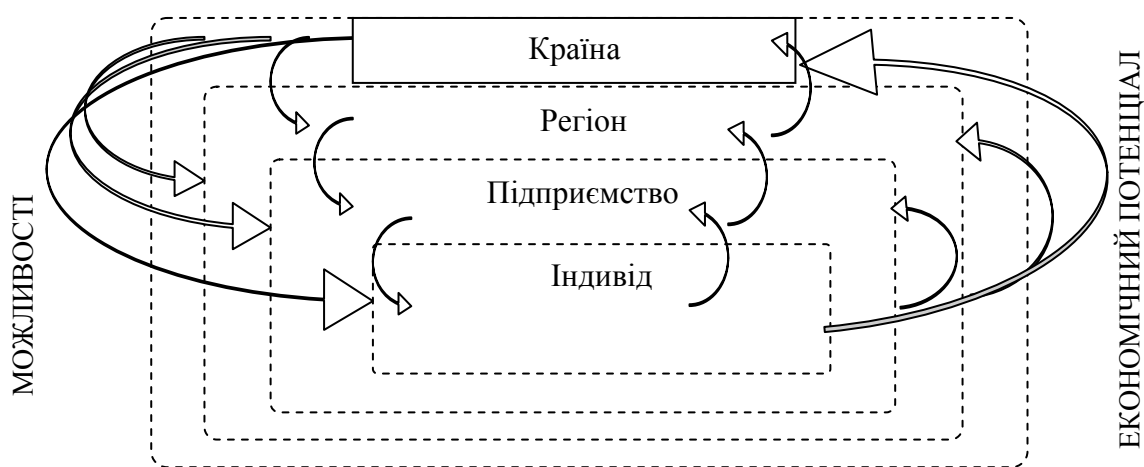 Країна
Регіон
Підприємство
Індивід
МОЖЛИВОСТІ
ЕКОНОМІЧНИЙ ПОТЕНЦІАЛ